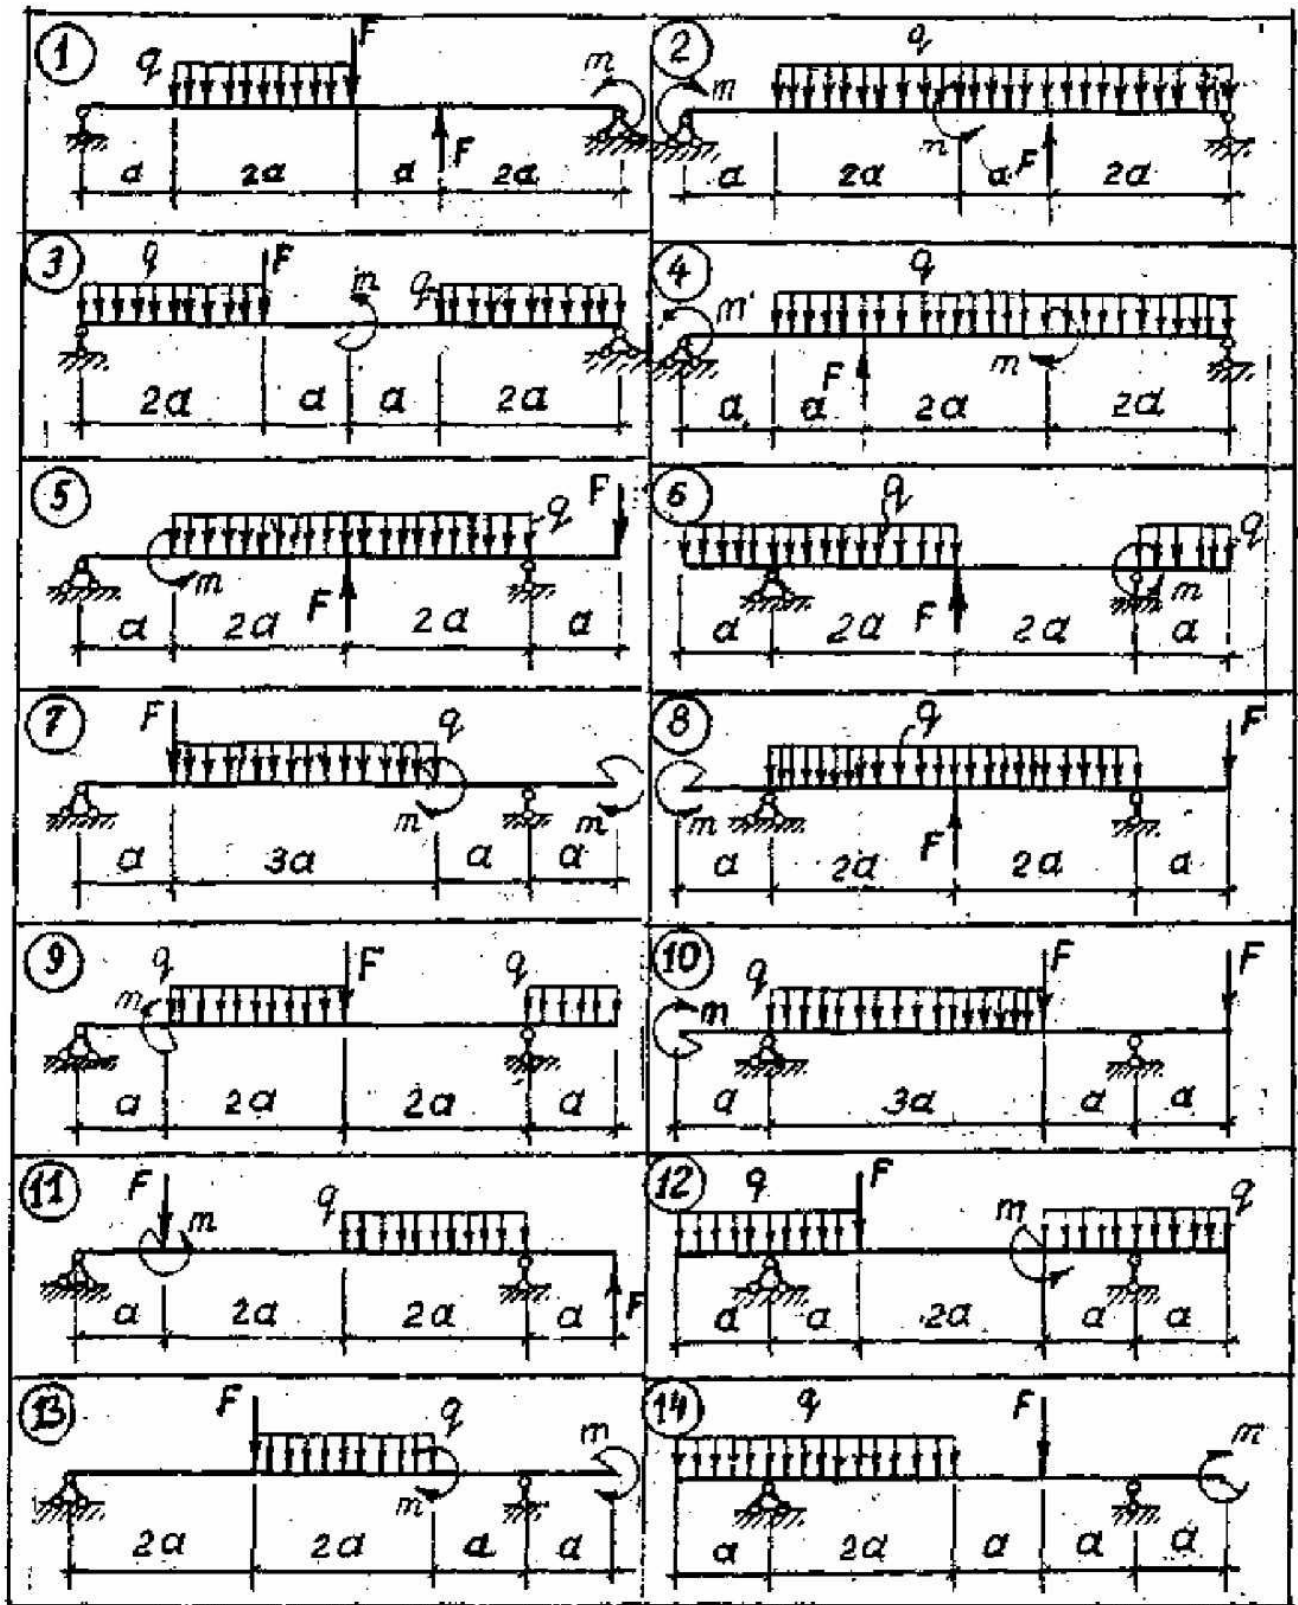 1 q F m
F
a 2a a 2a
2 m q
m F
a 2a a 2a
3 q F m q
2a a a 2a
4 m q
F m
a a 2a 2a
5 q F
m F
a 2a 2a a
6 q q
F m
a 2a 2a a
7 F q
m m
a 3a a a
8 q F
m F
a 2a 2a a
9 m q F q
a 2a 2a a
10 m q F F
a 3a a a
11 F m q
F
a 2a 2a a
12 q F m q
a a 2a a a
13 F q m
m
2a 2a a a
14 q F m
a 2a a a a